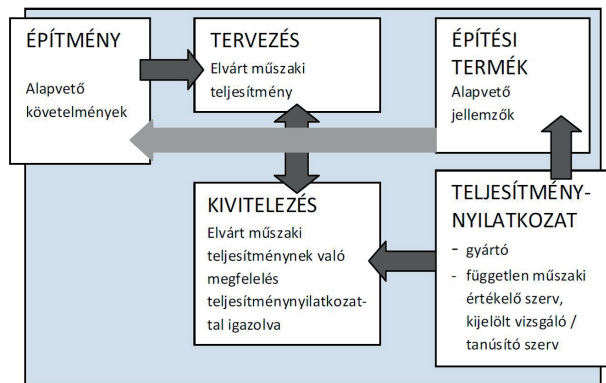 ÉPÍTMÉNY
Alapvető
követelmények
TERVEZÉS
Elvárt műszaki
teljesítmény
ÉPÍTÉSI
TERMÉK
Alapvető
jellemzők
KIVITELEZÉS
Elvárt műszaki
teljesítménynek való
megfelelés
teljesítménynyilatkozat-
tal igazolva
TELJESÍTMÉNY-
NYILATKOZAT
- gyártó
- független műszaki
értékelő szerv,
kijelölt vizsgáló /
tanúsító szerv